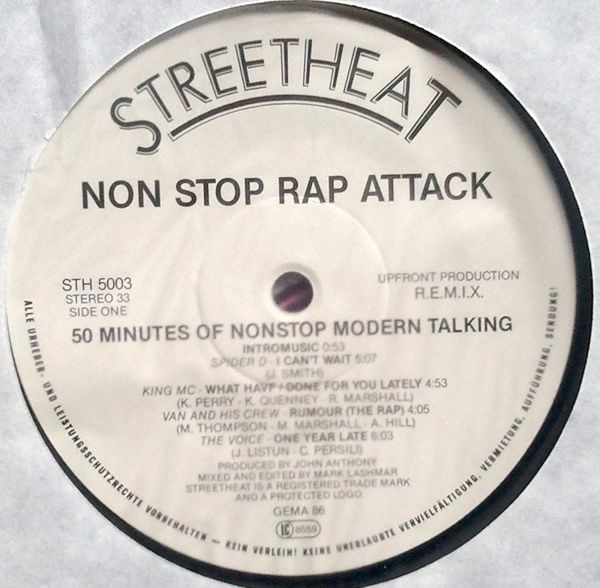 STREETHEAT
NON STOP RAP ATTACK
STH 5003
STEREO 33
SIDE ONE
UPFRONT PRODUCTION
R.E.M.I.X.
50 MINUTES OF NONSTOP MODERN TALKING
INTROMUSIC 0:53
SPIDER D - I CAN'T WAIT 5:07
(J. SMITH)
KING MC - WHAT HAVE I DONE FOR YOU LATELY 4:53
(K. PERRY - K. QUENNEY - R. MARSHALL)
VAN AND HIS CREW - RUMOUR (THE RAP) 4:05
(M. THOMPSON - M. MARSHALL - A. HILL)
THE VOICE - ONE YEAR LATE 6:03
(J. LISTUN - C. PERSILI)
PRODUCED BY JOHN ANTHONY
MIXED AND EDITED BY MARK LASHMAR
STREETHEAT IS A REGISTERED TRADE MARK
AND A PROTECTED LOGO
GEMA 86
LC 8559
ALLE URHEBER- UND LEISTUNGSSCHUTZRECHTE VORBEHALTEN - KEIN VERLEIH! KEINE UNERLAUBTE VERVIELFÄLTIGUNG, VERMIETUNG, AUFFÜHRUNG, SENDUNG!